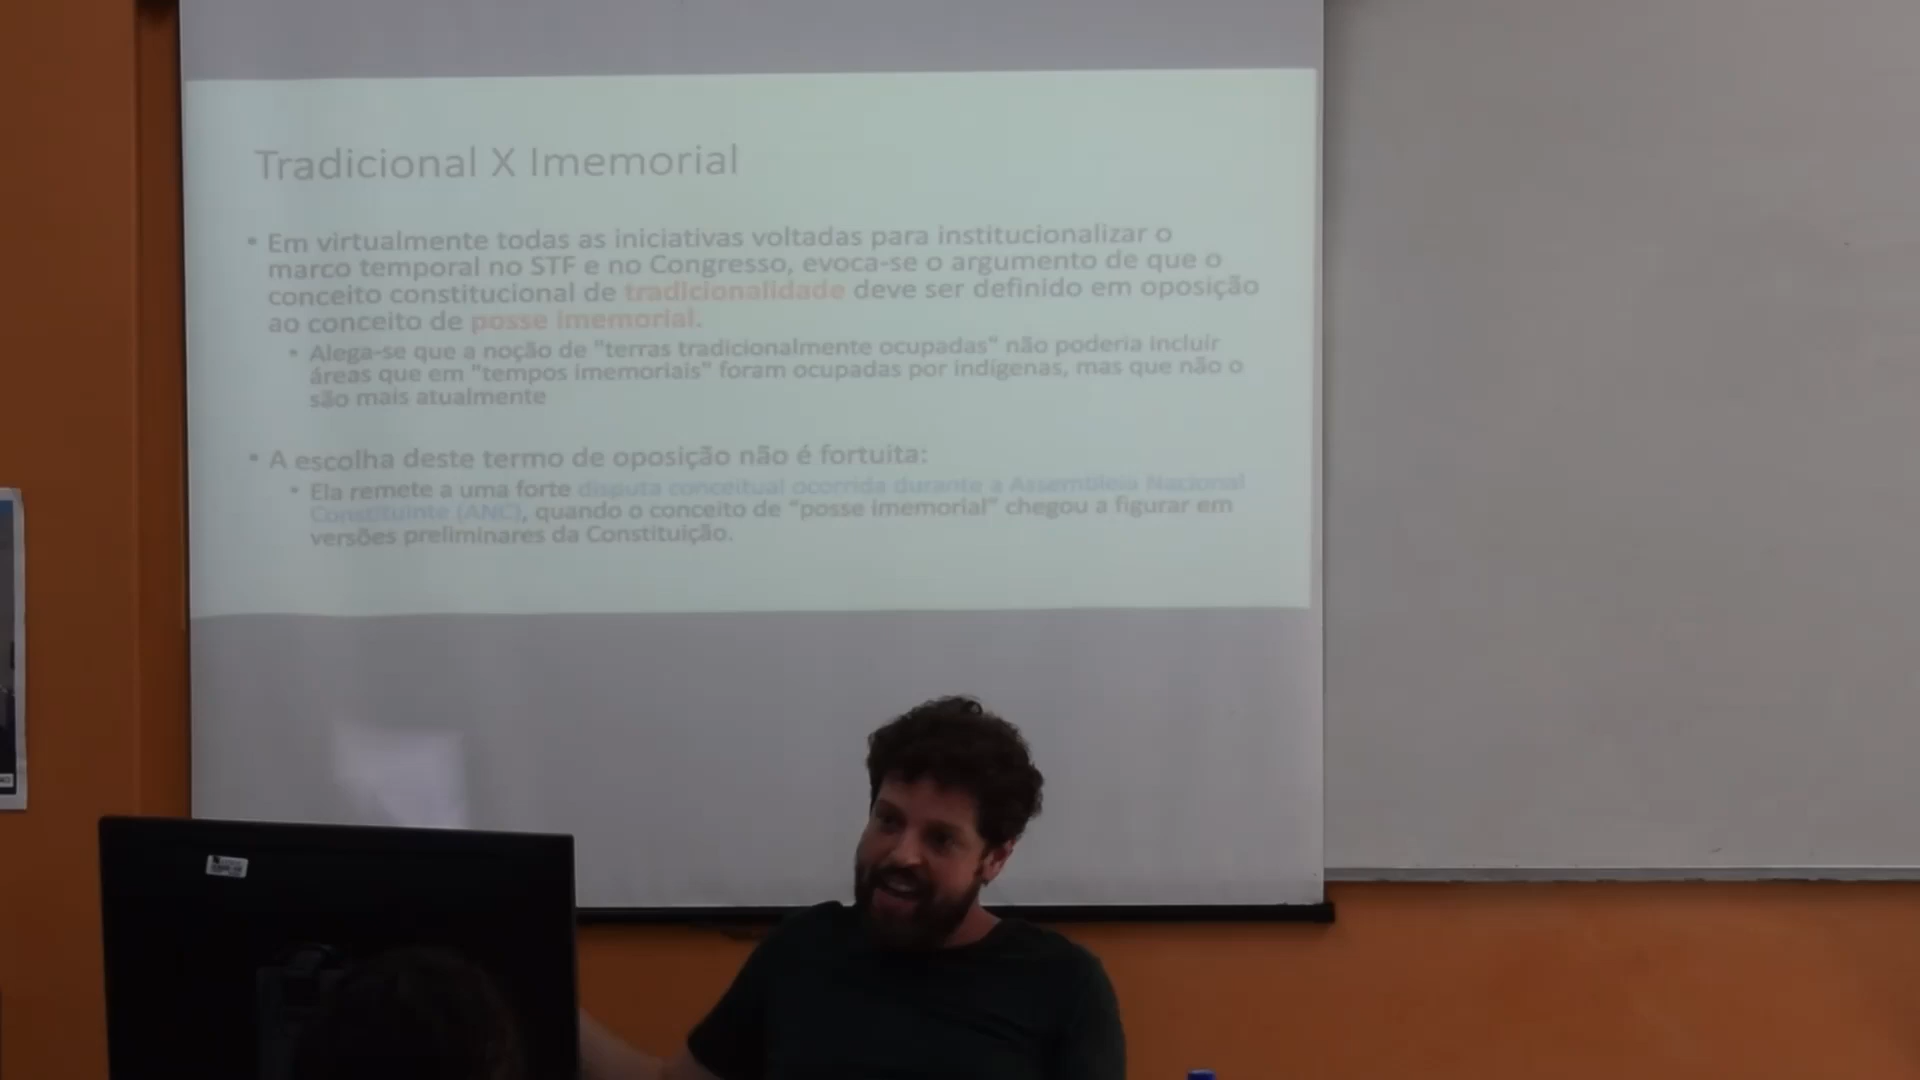 Tradicional X Imemorial
• Em virtualmente todas as iniciativas voltadas para institucionalizar o
marco temporal no STF e no Congresso, evoca-se o argumento de que o
conceito constitucional de tradicionalidade deve ser definido em oposição
ao conceito de posse imemorial.
• Alega-se que a noção de "terras tradicionalmente ocupadas" não poderia incluir
áreas que em "tempos imemoriais" foram ocupadas por indígenas, mas que não o
são mais atualmente
• A escolha deste termo de oposição não é fortuita:
• Ela remete a uma forte disputa conceitual ocorrida durante a Assembleia Nacional
Constituinte (ANC), quando o conceito de “posse imemorial” chegou a figurar em
versões preliminares da Constituição.